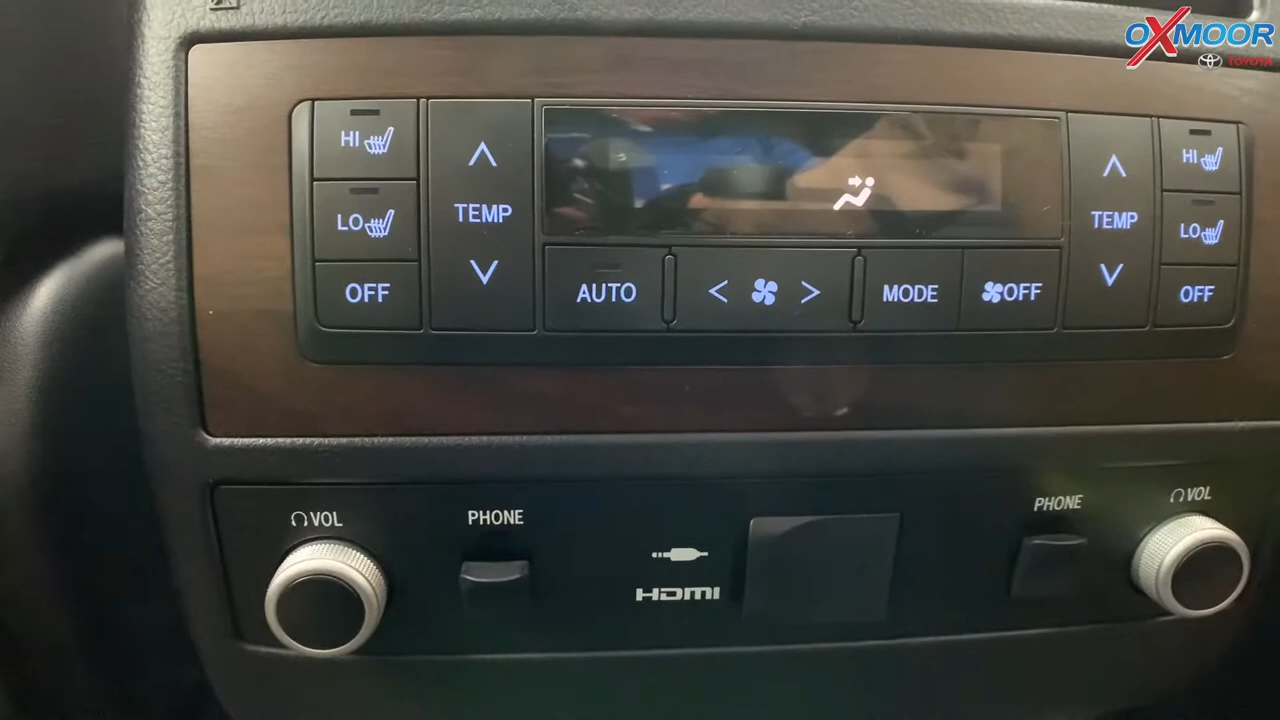 OXMOOR
TOYOTA
HI
LO
OFF
TEMP
AUTO
MODE
OFF
TEMP
HI
LO
OFF
VOL
PHONE
HDMI
PHONE
VOL